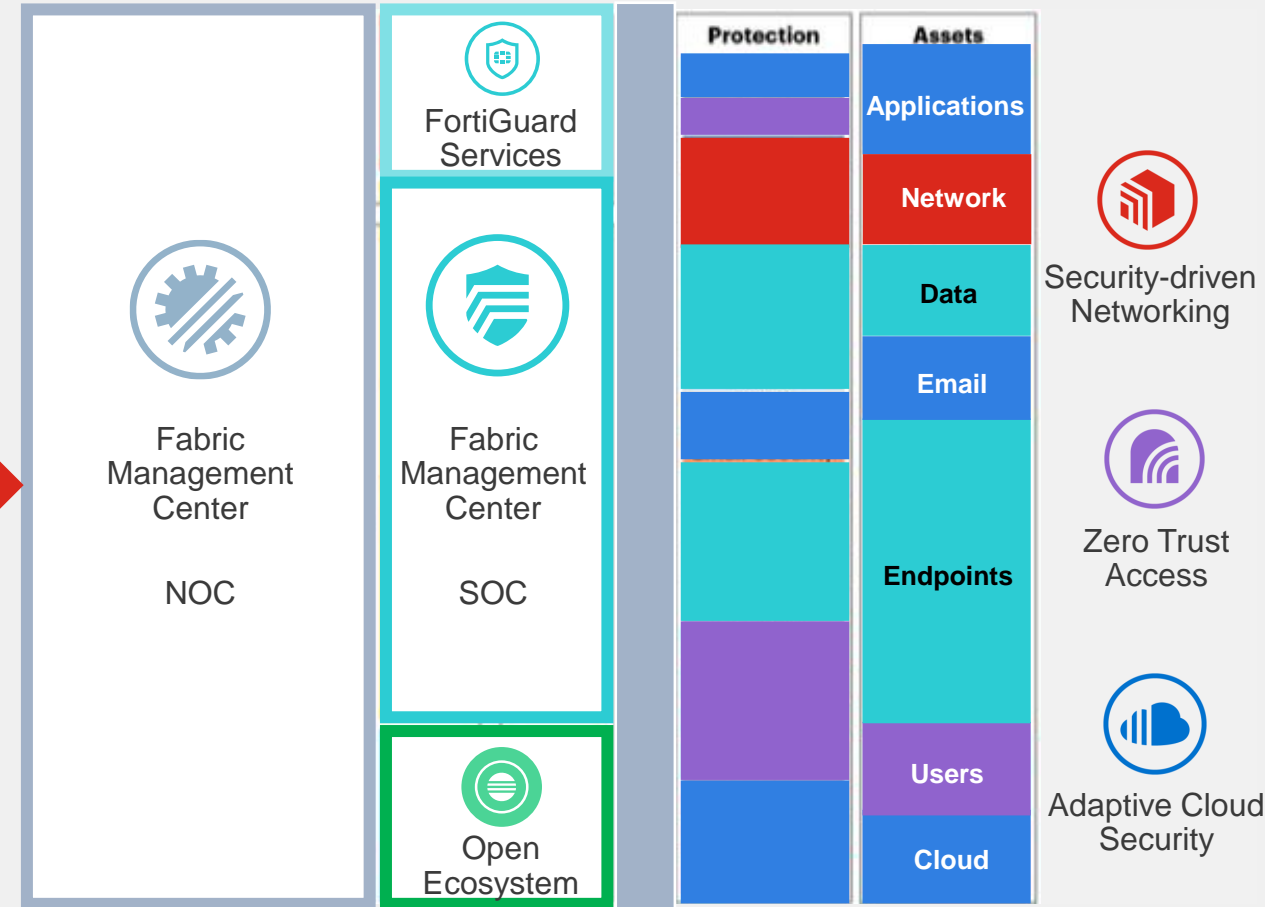 Fabric
Management
Center
NOC
FortiGuard
Services
Fabric
Management
Center
SOC
Open
Ecosystem
Protection
Assets
Applications
Network
Data
Email
Endpoints
Users
Cloud
Security-driven
Networking
Zero Trust
Access
Adaptive Cloud
Security